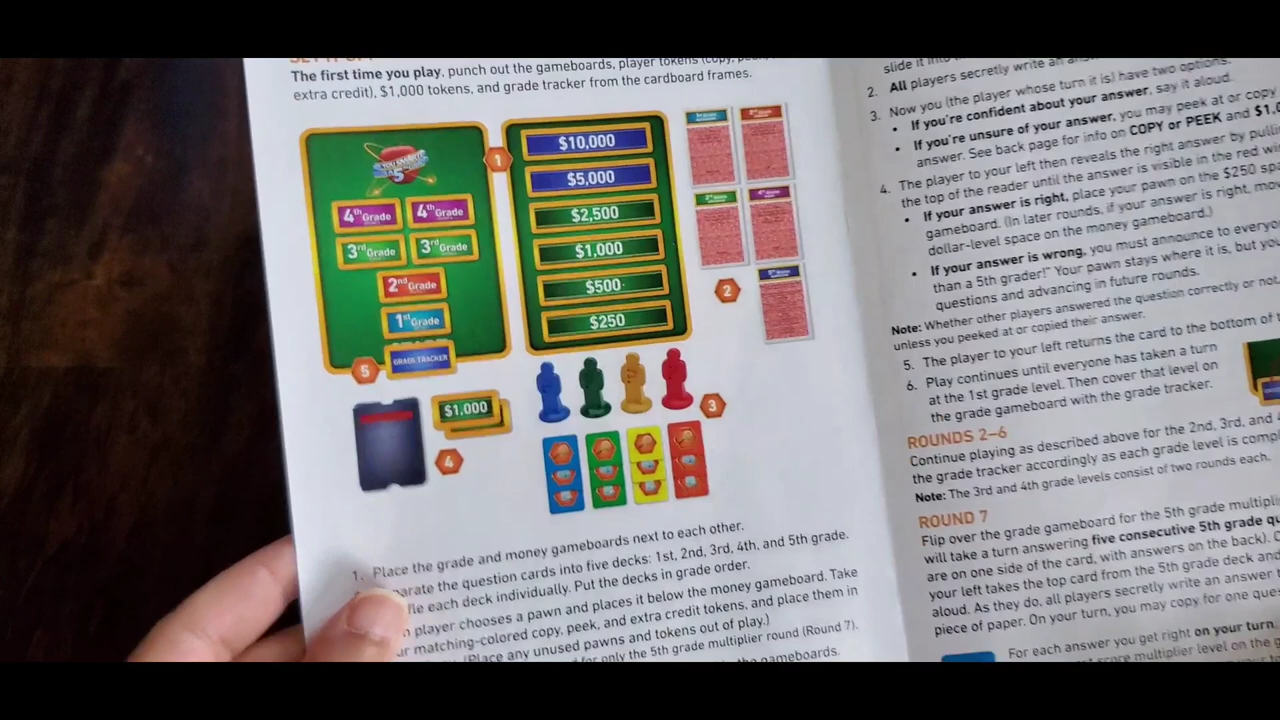 The first time you play, punch out the gameboards, player tokens (copy,
extra credit), $1,000 tokens, and grade tracker from the cardboard frames.
1
$10,000
$5,000
$2,500
$1,000
$500
$250
4th Grade
4th Grade
3rd Grade
3rd Grade
2nd Grade
1st Grade
GRADE TRACKER
5
2
$1,000
4
3
1. Place the grade and money gameboards next to each other.
the question cards into five decks: 1st, 2nd, 3rd, 4th, and 5th grade.
each deck individually. Put the decks in grade order.
player chooses a pawn and places it below the money gameboard. Take
matching-colored copy, peek, and extra credit tokens, and place them in
(Place any unused pawns and tokens out of play.)
for only the 5th grade multiplier round (Round 7).
gameboards.
slide it
2. All players secretly write an
3. Now you (the player whose turn it is) have two options.
• If you're confident about your answer, say it aloud.
• If you're unsure of your answer, you may peek at or copy
answer. See back page for info on COPY or PEEK and
4. The player to your left then reveals the right answer by
the top of the reader until the answer is visible in the red
• If your answer is right, place your pawn on the $250
gameboard. (In later rounds, if your answer is right,
dollar-level space on the money gameboard.)
• If your answer is wrong, you must announce to
than a 5th grader!" Your pawn stays where it is, but
questions and advancing in future rounds.
Note: Whether other players answered the question correctly or
unless you peeked at or copied their answer.
5. The player to your left returns the card to the bottom of
6. Play continues until everyone has taken a turn
at the 1st grade level. Then cover that level on
the grade gameboard with the grade tracker.
ROUNDS 2–6
Continue playing as described above for the 2nd, 3rd, and
the grade tracker accordingly as each grade level is
Note: The 3rd and 4th grade levels consist of two rounds each.
ROUND 7
Flip over the grade gameboard for the 5th grade
will take a turn answering five consecutive 5th grade
are on one side of the card, with answers on the back).
your left takes the top card from the 5th grade deck and
aloud. As they do, all players secretly write an answer
piece of paper. On your turn, you may copy for one
For each answer you get right on your turn
score multiplier level on the